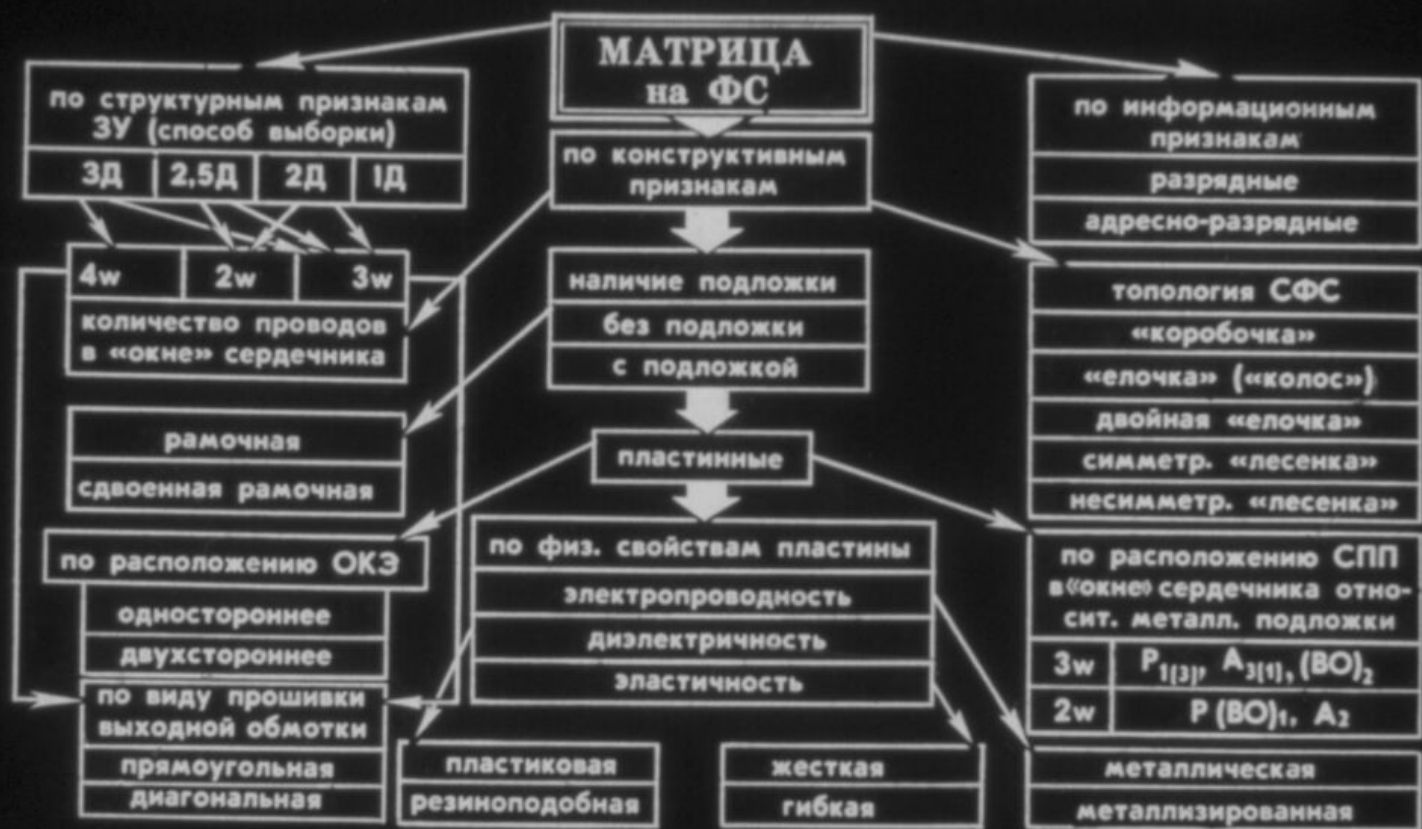 МАТРИЦА
на ФС
по структурным признакам
ЗУ (способ выборки)
3Д 2,5Д 2Д 1Д
4w 2w 3w
количество проводов
в «окне» сердечника
рамочная
сдвоенная рамочная
по расположению ОКЭ
одностороннее
двухстороннее
по виду прошивки
выходной обмотки
прямоугольная
диагональная
по конструктивным
признакам
наличие подложки
без подложки
с подложкой
пластинные
по физ. свойствам пластины
электропроводность
диэлектричность
эластичность
пластиковая
резиноподобная
жесткая
гибкая
по информационным
признакам
разрядные
адресно-разрядные
топология СФС
«коробочка»
«елочка» («колос»)
двойная «елочка»
симметр. «лесенка»
несимметр. «лесенка»
по расположению СПП
в «окне» сердечника отно-
сит. металл. подложки
3w P1[3], A3[1], (ВО)2
2w P (ВО)1, A2
металлическая
металлизированная